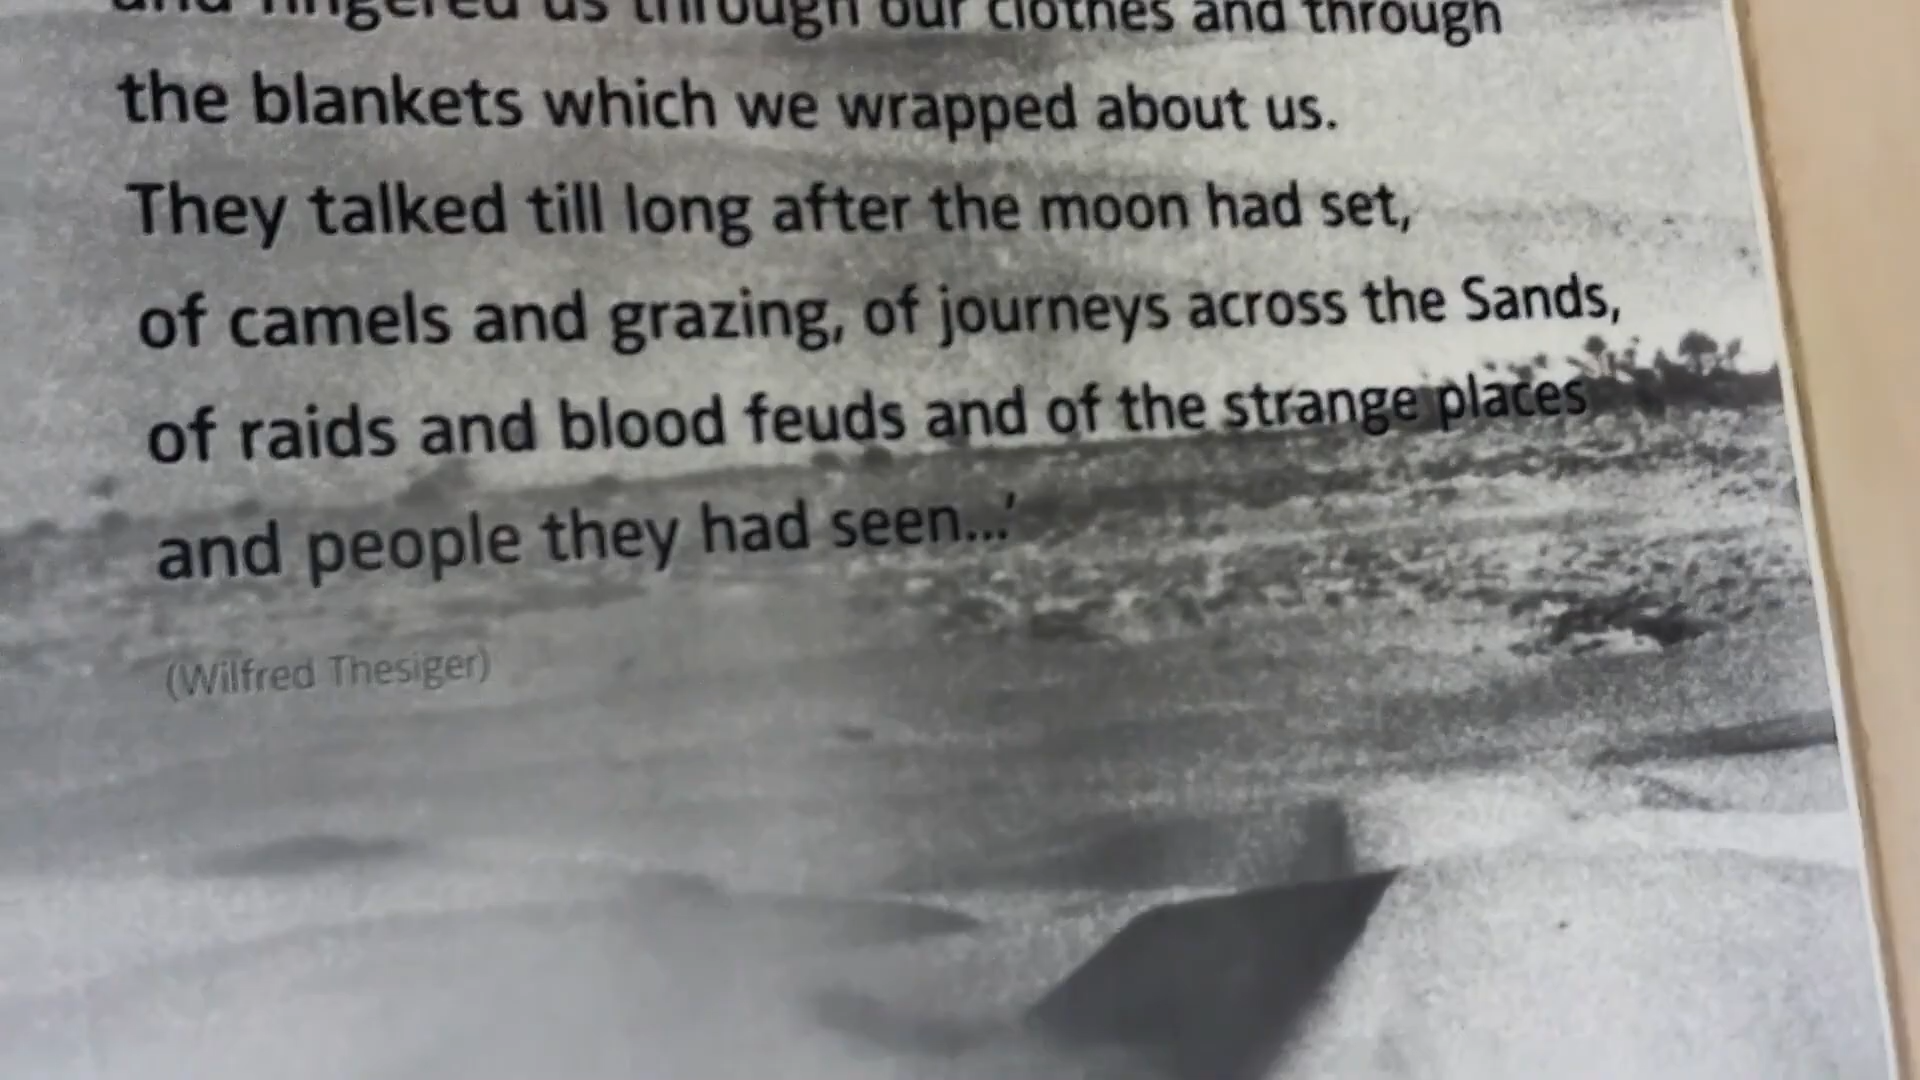 and fingered us through our clothes and through
the blankets which we wrapped about us.
They talked till long after the moon had set,
of camels and grazing, of journeys across the Sands,
of raids and blood feuds and of the strange places
and people they had seen...'
(Wilfred Thesiger)